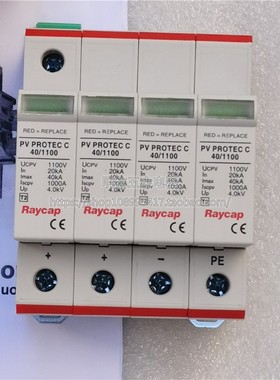 RED = REPLACE RED = REPLACE RED = REPLACE RED = REPLACE
PV PROTEC C PV PROTEC C PV PROTEC C PV PROTEC C
40/1100 40/1100 40/1100 40/1100
UCPV 1100V UCPV 1100V UCPV 1100V UCPV 1100V
In 20kA In 20kA In 20kA In 20kA
Imax 40kA Imax 40kA Imax 40kA Imax 40kA
Iscpv 1000A Iscpv 1000A Iscpv 1000A Iscpv 1000A
Up 4.0kV Up 4.0kV Up 4.0kV Up 4.0kV
T2 T2 T2 T2
Raycap Raycap Raycap Raycap
CE CE CE CE
+ + - PE